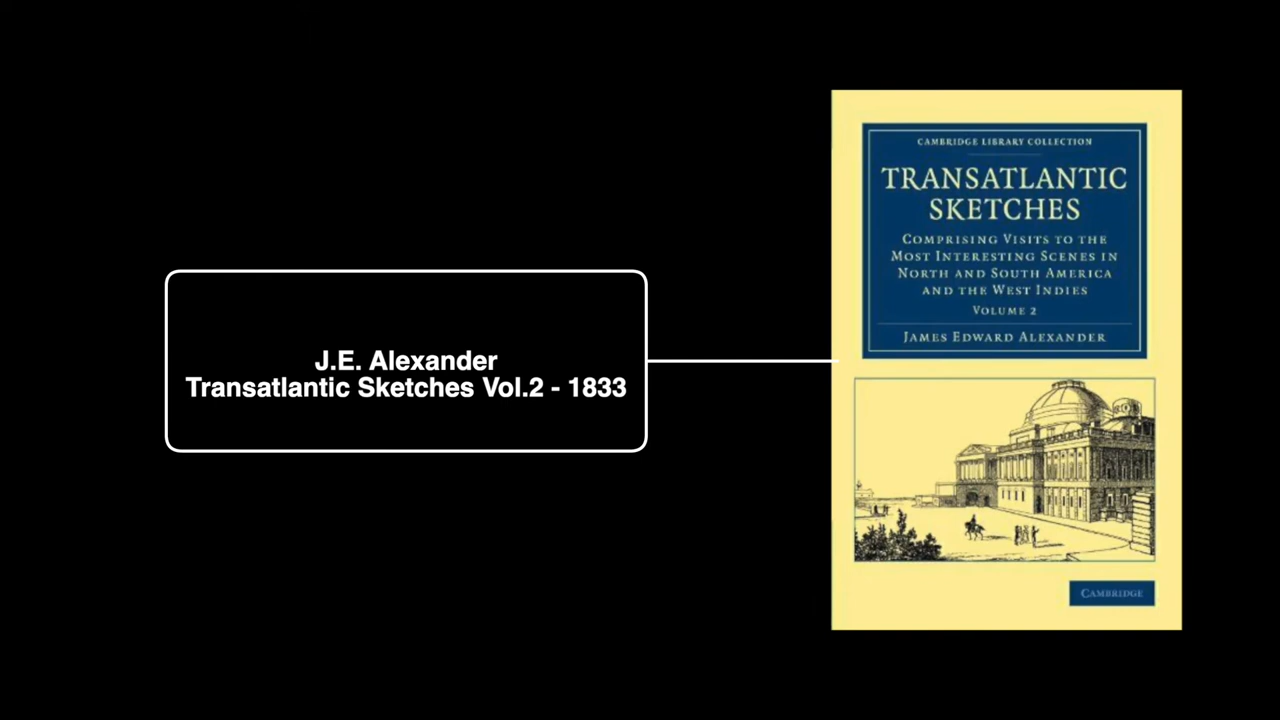 J.E. Alexander
Transatlantic Sketches Vol.2 - 1833
CAMBRIDGE LIBRARY COLLECTION
TRANSATLANTIC
SKETCHES
COMPRISING VISITS TO THE
MOST INTERESTING SCENES IN
NORTH AND SOUTH AMERICA
AND THE WEST INDIES
VOLUME 2
JAMES EDWARD ALEXANDER
CAMBRIDGE